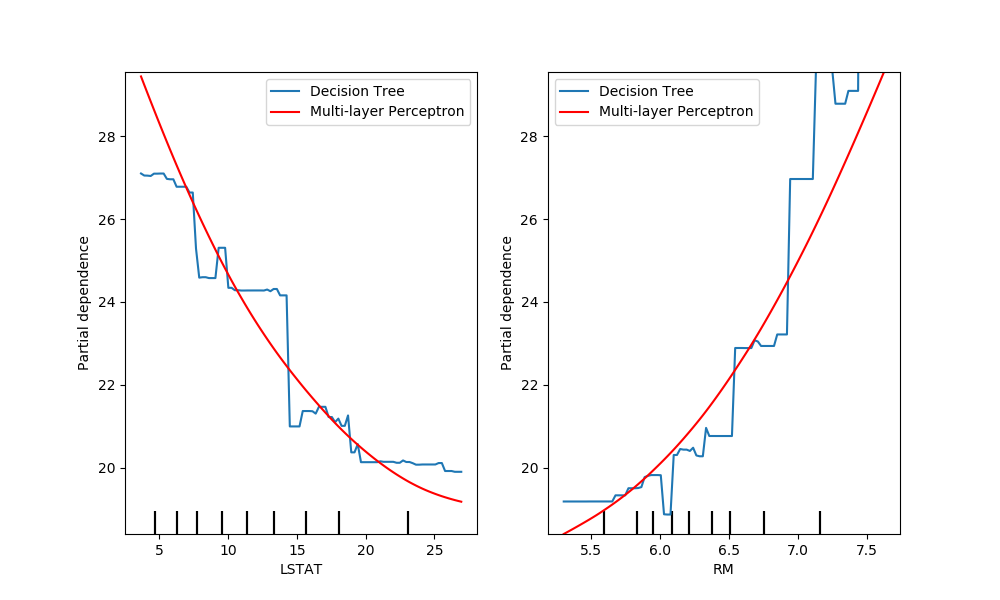 Decision Tree
Multi-layer Perceptron
28
26
24
22
20
Partial dependence
5
10
15
20
25
LSTAT
Decision Tree
Multi-layer Perceptron
28
26
24
22
20
Partial dependence
5.5
6.0
6.5
7.0
7.5
RM